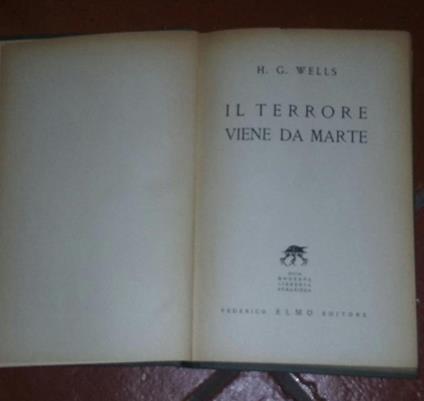 H. G. WELLS
IL TERRORE
VIENE DA MARTE
FEDERICO ELMO EDITORE